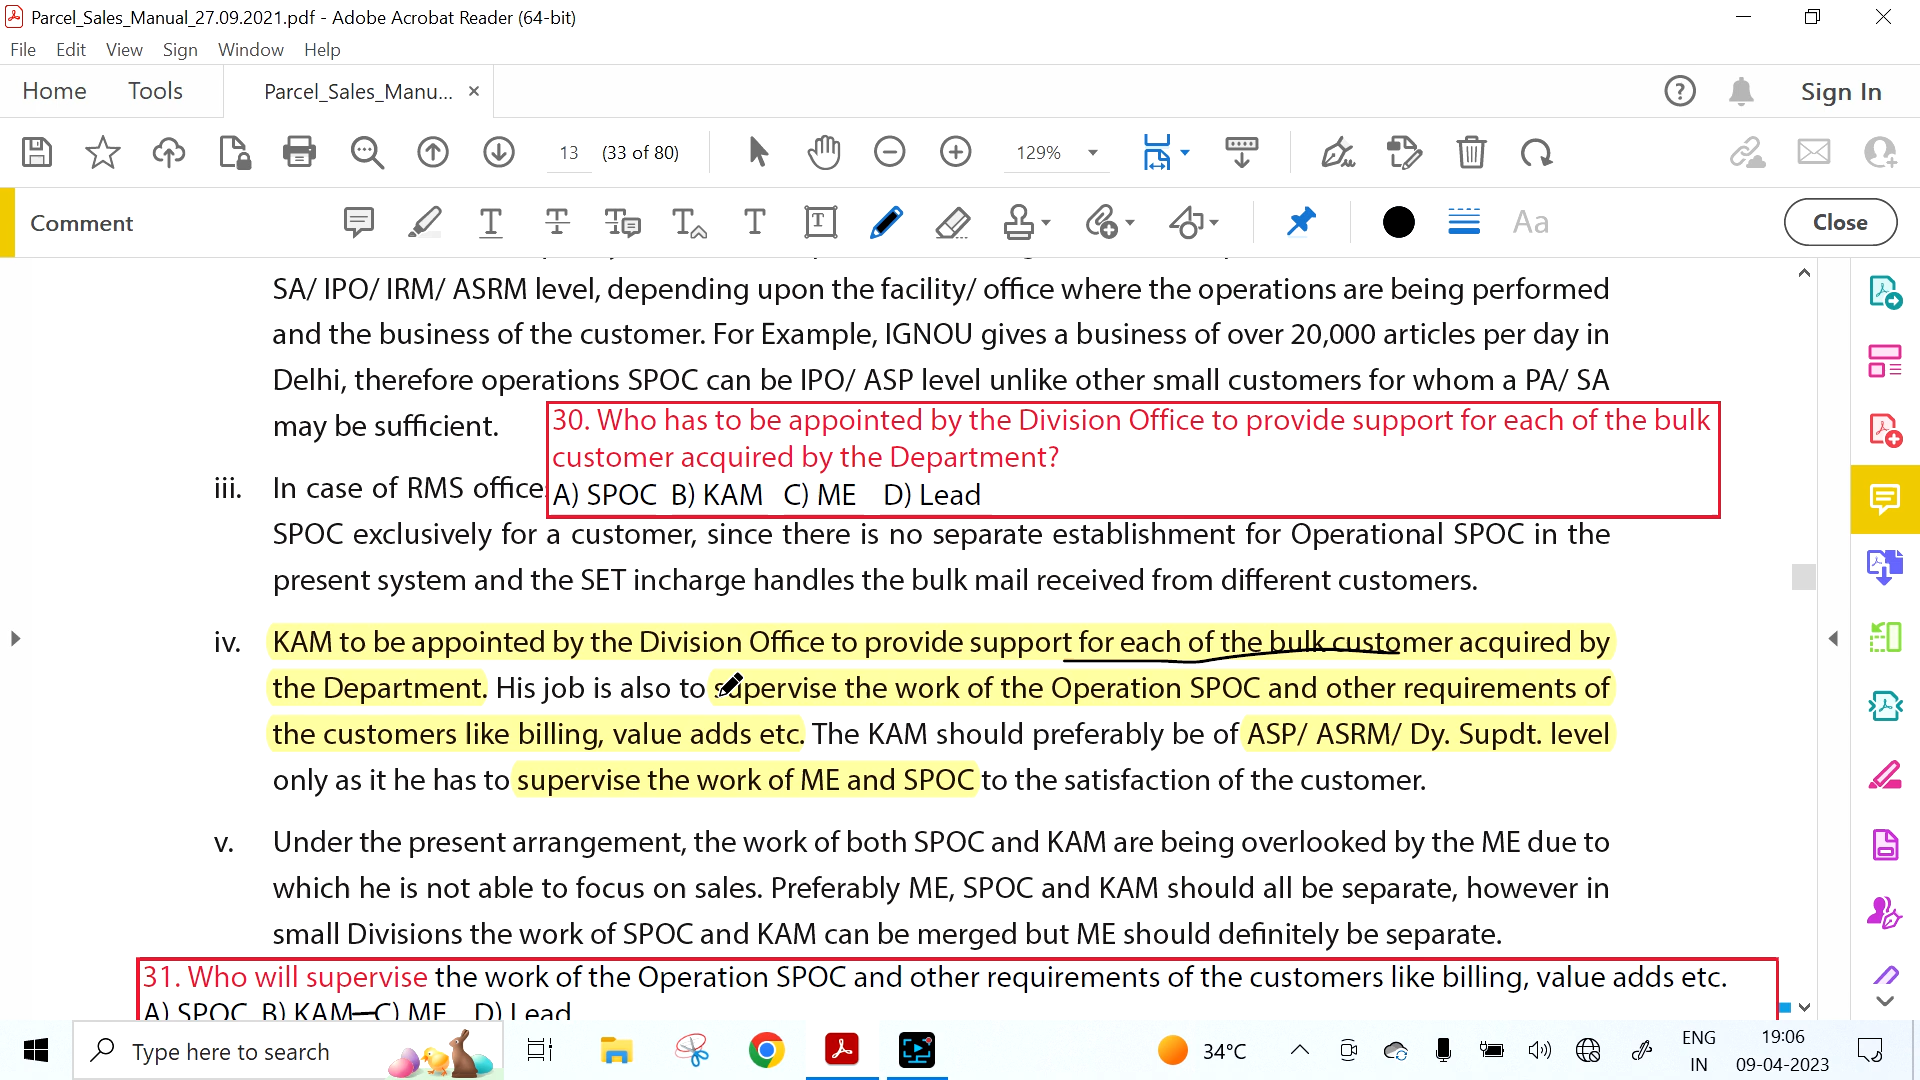 Parcel_Sales_Manual_27.09.2021.pdf - Adobe Acrobat Reader (64-bit)
File Edit View Sign Window Help
Home Tools Parcel_Sales_Manu... × Sign In
13 (33 of 80) 129%
Comment Aa Close
SA/ IPO/ IRM/ ASRM level, depending upon the facility/ office where the operations are being performed
and the business of the customer. For Example, IGNOU gives a business of over 20,000 articles per day in
Delhi, therefore operations SPOC can be IPO/ ASP level unlike other small customers for whom a PA/ SA
may be sufficient.
30. Who has to be appointed by the Division Office to provide support for each of the bulk
customer acquired by the Department?
A) SPOC B) KAM C) ME D) Lead
iii. In case of RMS office
SPOC exclusively for a customer, since there is no separate establishment for Operational SPOC in the
present system and the SET incharge handles the bulk mail received from different customers.
iv. KAM to be appointed by the Division Office to provide support for each of the bulk customer acquired by
the Department. His job is also to supervise the work of the Operation SPOC and other requirements of
the customers like billing, value adds etc. The KAM should preferably be of ASP/ ASRM/ Dy. Supdt. level
only as it he has to supervise the work of ME and SPOC to the satisfaction of the customer.
v. Under the present arrangement, the work of both SPOC and KAM are being overlooked by the ME due to
which he is not able to focus on sales. Preferably ME, SPOC and KAM should all be separate, however in
small Divisions the work of SPOC and KAM can be merged but ME should definitely be separate.
31. Who will supervise the work of the Operation SPOC and other requirements of the customers like billing, value adds etc.
A) SPOC B) KAM C) ME D) Lead
Type here to search 34°C ENG 19:06
IN 09-04-2023